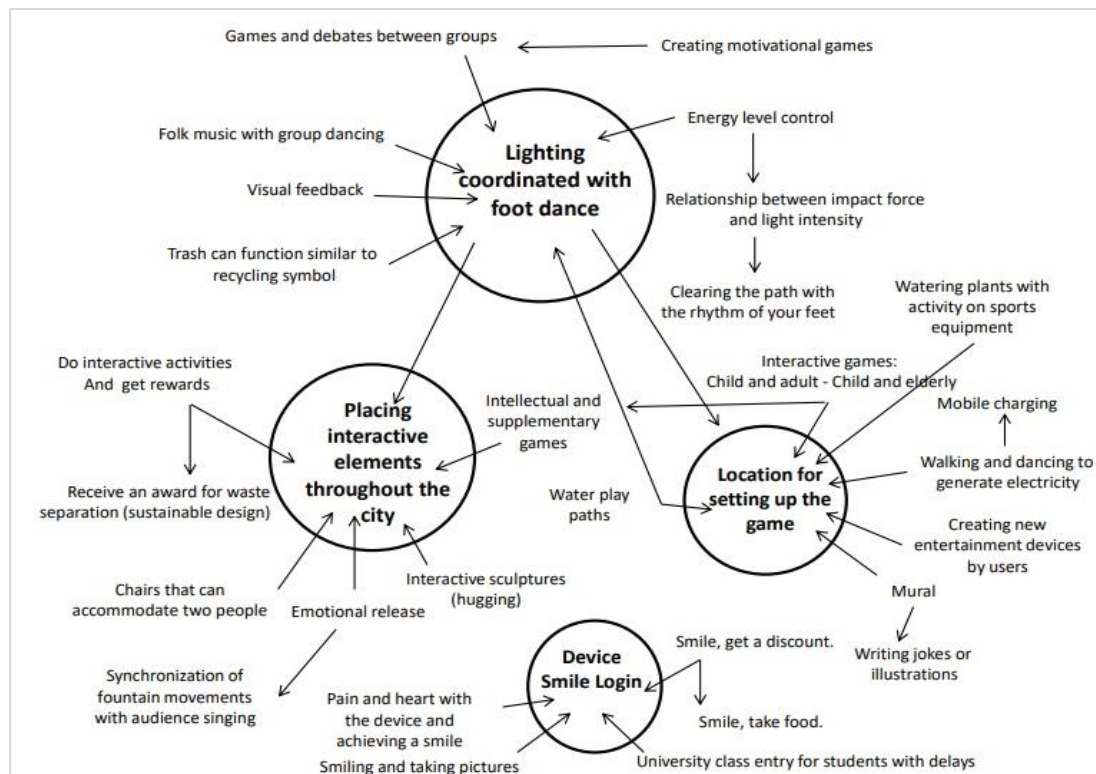 Games and debates between groups
Creating motivational games
Energy level control
Folk music with group dancing
Lighting
coordinated with
foot dance
Visual feedback
Relationship between impact force
and light intensity
Trash can function similar to
recycling symbol
Clearing the path with
the rhythm of your feet
Watering plants with
activity on sports
equipment
Do interactive activities
And  get rewards
Interactive games:
Child and adult - Child and elderly
Placing
interactive
elements
throughout the
city
Intellectual and
supplementary
games
Mobile charging
Location for
setting up the
game
Walking and dancing to
generate electricity
Receive an award for waste
separation (sustainable design)
Water play
paths
Creating new
entertainment devices
by users
Chairs that can
accommodate two people
Emotional release
Interactive sculptures
(hugging)
Mural
Writing jokes or
illustrations
Synchronization of
fountain movements
with audience singing
Device
Smile Login
Smile, get a discount.
Smile, take food.
Pain and heart with
the device and
achieving a smile
Smiling and taking pictures
University class entry for students with delays